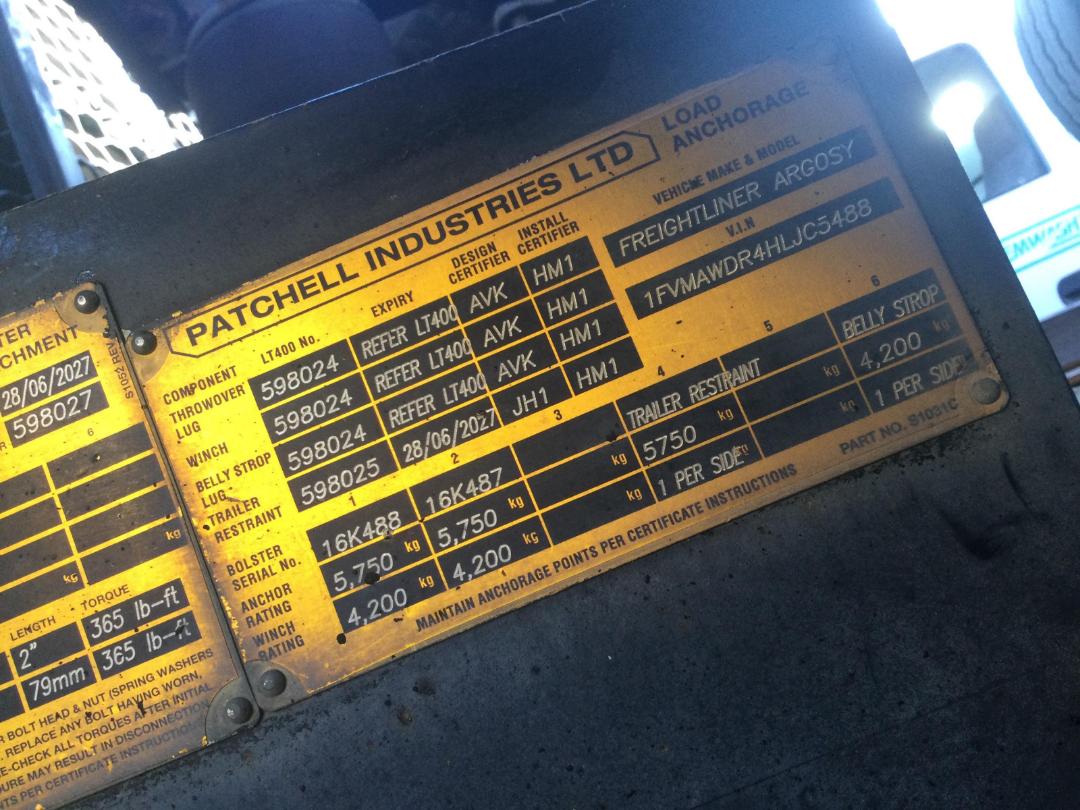 PATCHELL INDUSTRIES LTD
LOAD ANCHORAGE
COMPONENT LT400 No. EXPIRY DESIGN CERTIFIER INSTALL CERTIFIER
THROWOVER LUG 598024 REFER LT400 AVK HM1
WINCH 598024 REFER LT400 AVK HM1
BELLY STROP LUG 598024 REFER LT400 AVK HM1
TRAILER RESTRAINT 598025 28/06/2027 JH1 HM1
VEHICLE MAKE & MODEL
FREIGHTLINER ARGOSY
V.I.N
1FVMAWDR4HLJC5488
1 2 3 4 5 6
BOLSTER SERIAL No. 16K488 16K487 TRAILER RESTRAINT BELLY STROP
ANCHOR RATING 5,750 kg 5,750 kg kg 5750 kg kg 4,200 kg
WINCH RATING 4,200 kg 4,200 kg kg 1 PER SIDE kg kg 1 PER SIDE
MAINTAIN ANCHORAGE POINTS PER CERTIFICATE INSTRUCTIONS
PART NO. S1031C
TER
CHMENT
28/06/2027
R 598027
S1052 REV
6
kg
kg
LENGTH TORQUE
2" 365 lb-ft
79mm 365 lb-ft
R BOLT HEAD & NUT (SPRING WASHERS
REPLACE ANY BOLT HAVING WORN,
E-CHECK ALL TORQUES AFTER INITIAL
URE MAY RESULT IN DISCONNECTION
S PER CERTIFICATE INSTRUCTION
EMWASH